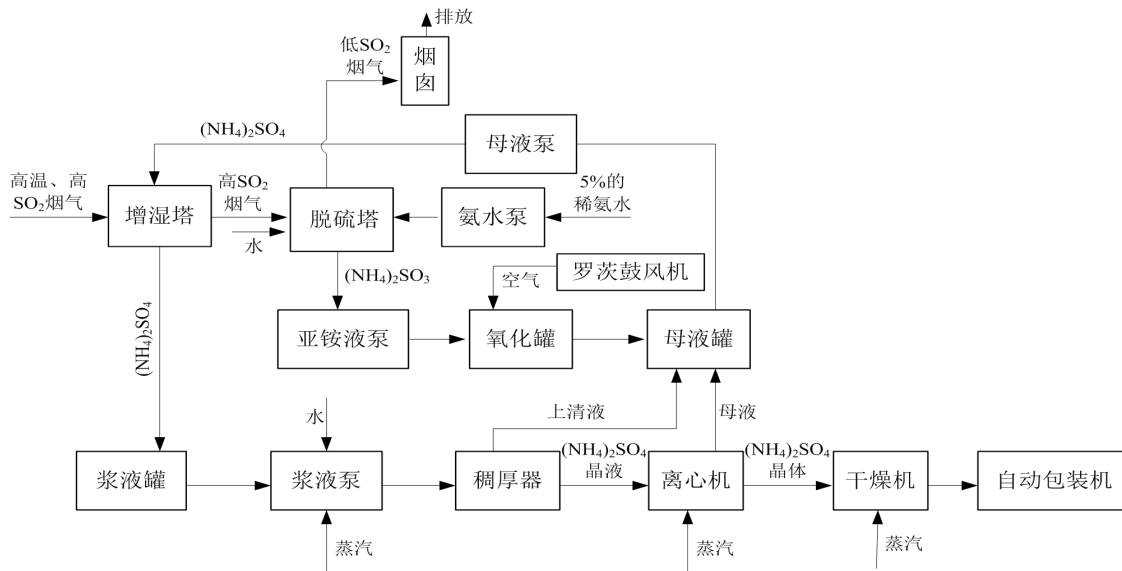 排放
低SO₂
烟气
烟
囱
(NH₄)₂SO₄
母液泵
高温、高
SO₂烟气
增湿塔
高SO₂
烟气
水
脱硫塔
氨水泵
5%的
稀氨水
(NH₄)₂SO₃
空气
罗茨鼓风机
(NH₄)₂SO₄
亚铵液泵
氧化罐
母液罐
水
上清液
母液
浆液罐
浆液泵
稠厚器
(NH₄)₂SO₄
晶液
离心机
(NH₄)₂SO₄
晶体
干燥机
自动包装机
蒸汽
蒸汽
蒸汽